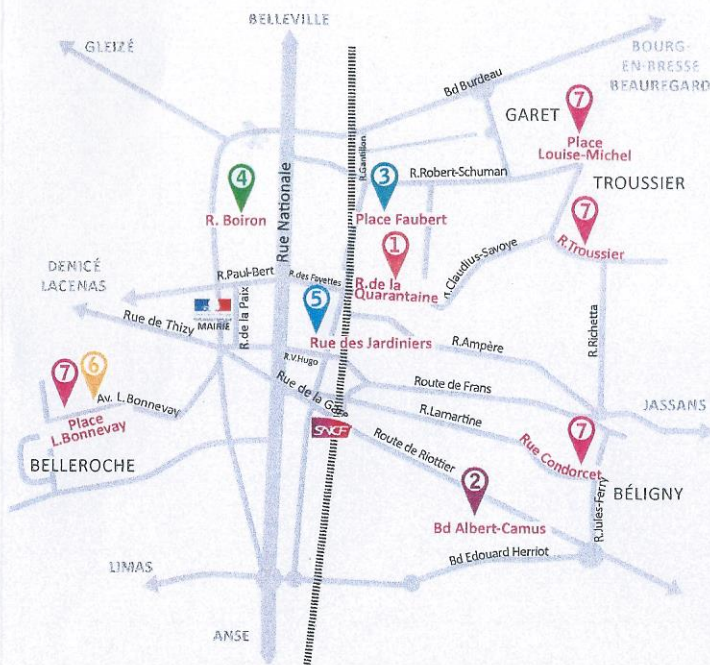 BELLEVILLE
GLEIZÉ
BOURG-
EN-BRESSE
BEAUREGARD
Bd Burdeau
GARET
7
Place
Louise-Michel
R.Ganthillon
R.Robert-Schuman
TROUSSIER
4
R. Boiron
Rue Nationale
3
Place Faubert
7
R.Troussier
1
R.de la
Quarantaine
R.Claudius-Savoye
DENICÉ
LACENAS
R.Paul-Bert
R.des Fayettes
MAIRIE
R.de la Paix
Rue de Thizy
5
Rue des Jardiniers
R.Ampère
R.Richetta
R.V.Hugo
Rue de la Gare
Route de Frans
7
6
Av. L.Bonnevay
Place
L.Bonnevay
R.Lamartine
JASSANS
SNCF
Route de Riottier
7
Rue Condorcet
BELLEROCHE
2
Bd Albert-Camus
R.Jules-Ferry
BÉLIGNY
Bd Edouard Herriot
LIMAS
ANSE